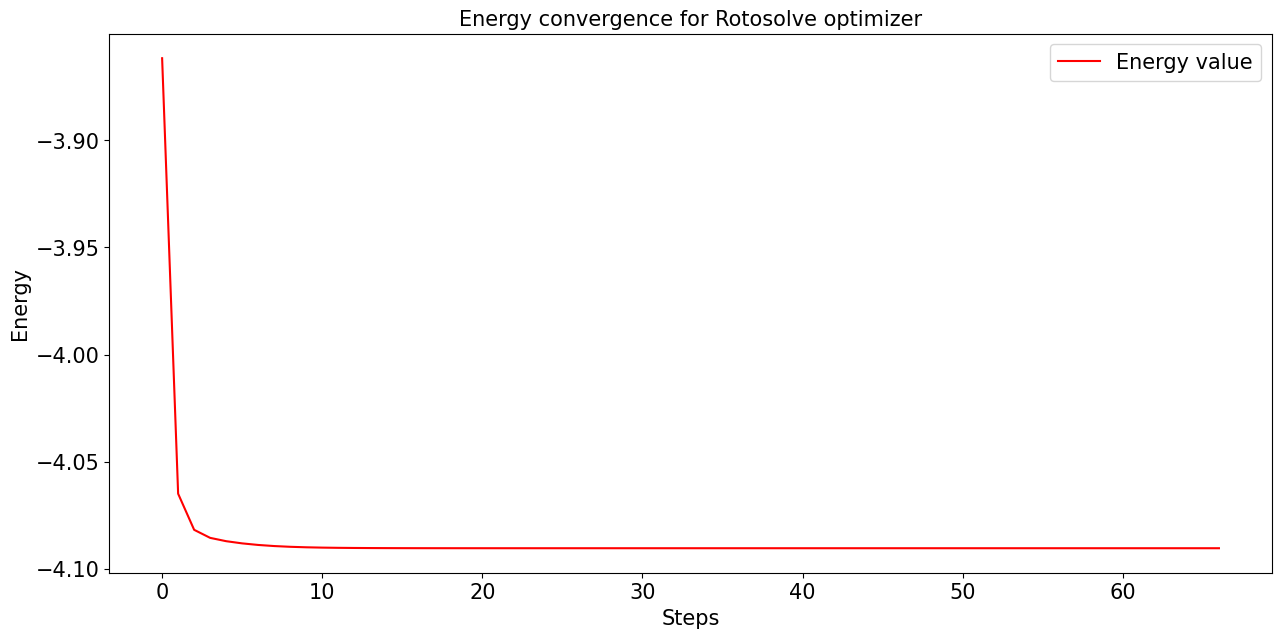 Energy convergence for Rotosolve optimizer
Energy value
−3.90
−3.95
−4.00
−4.05
−4.10
Energy
0 10 20 30 40 50 60
Steps